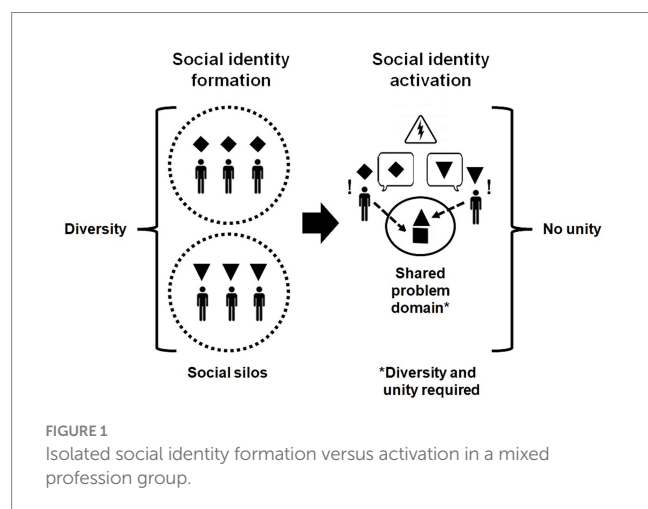 Social identity
formation
Social identity
activation
!
!
Diversity
No unity
Shared
problem
domain*
Social silos
*Diversity and
unity required
FIGURE 1
Isolated social identity formation versus activation in a mixed
profession group.